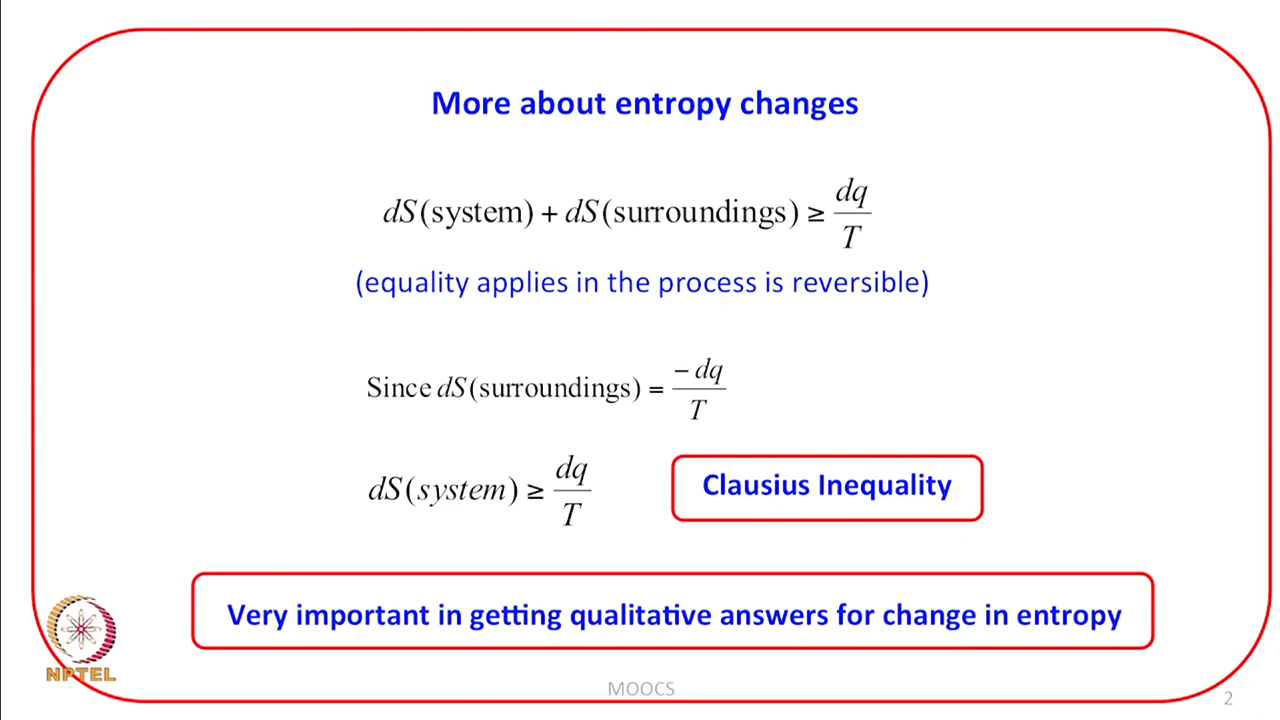 More about entropy changes
dS(system) + dS(surroundings) ≥ dq/T
(equality applies in the process is reversible)
Since dS(surroundings) = −dq/T
dS(system) ≥ dq/T
Clausius Inequality
Very important in getting qualitative answers for change in entropy
NPTEL
MOOCS
2